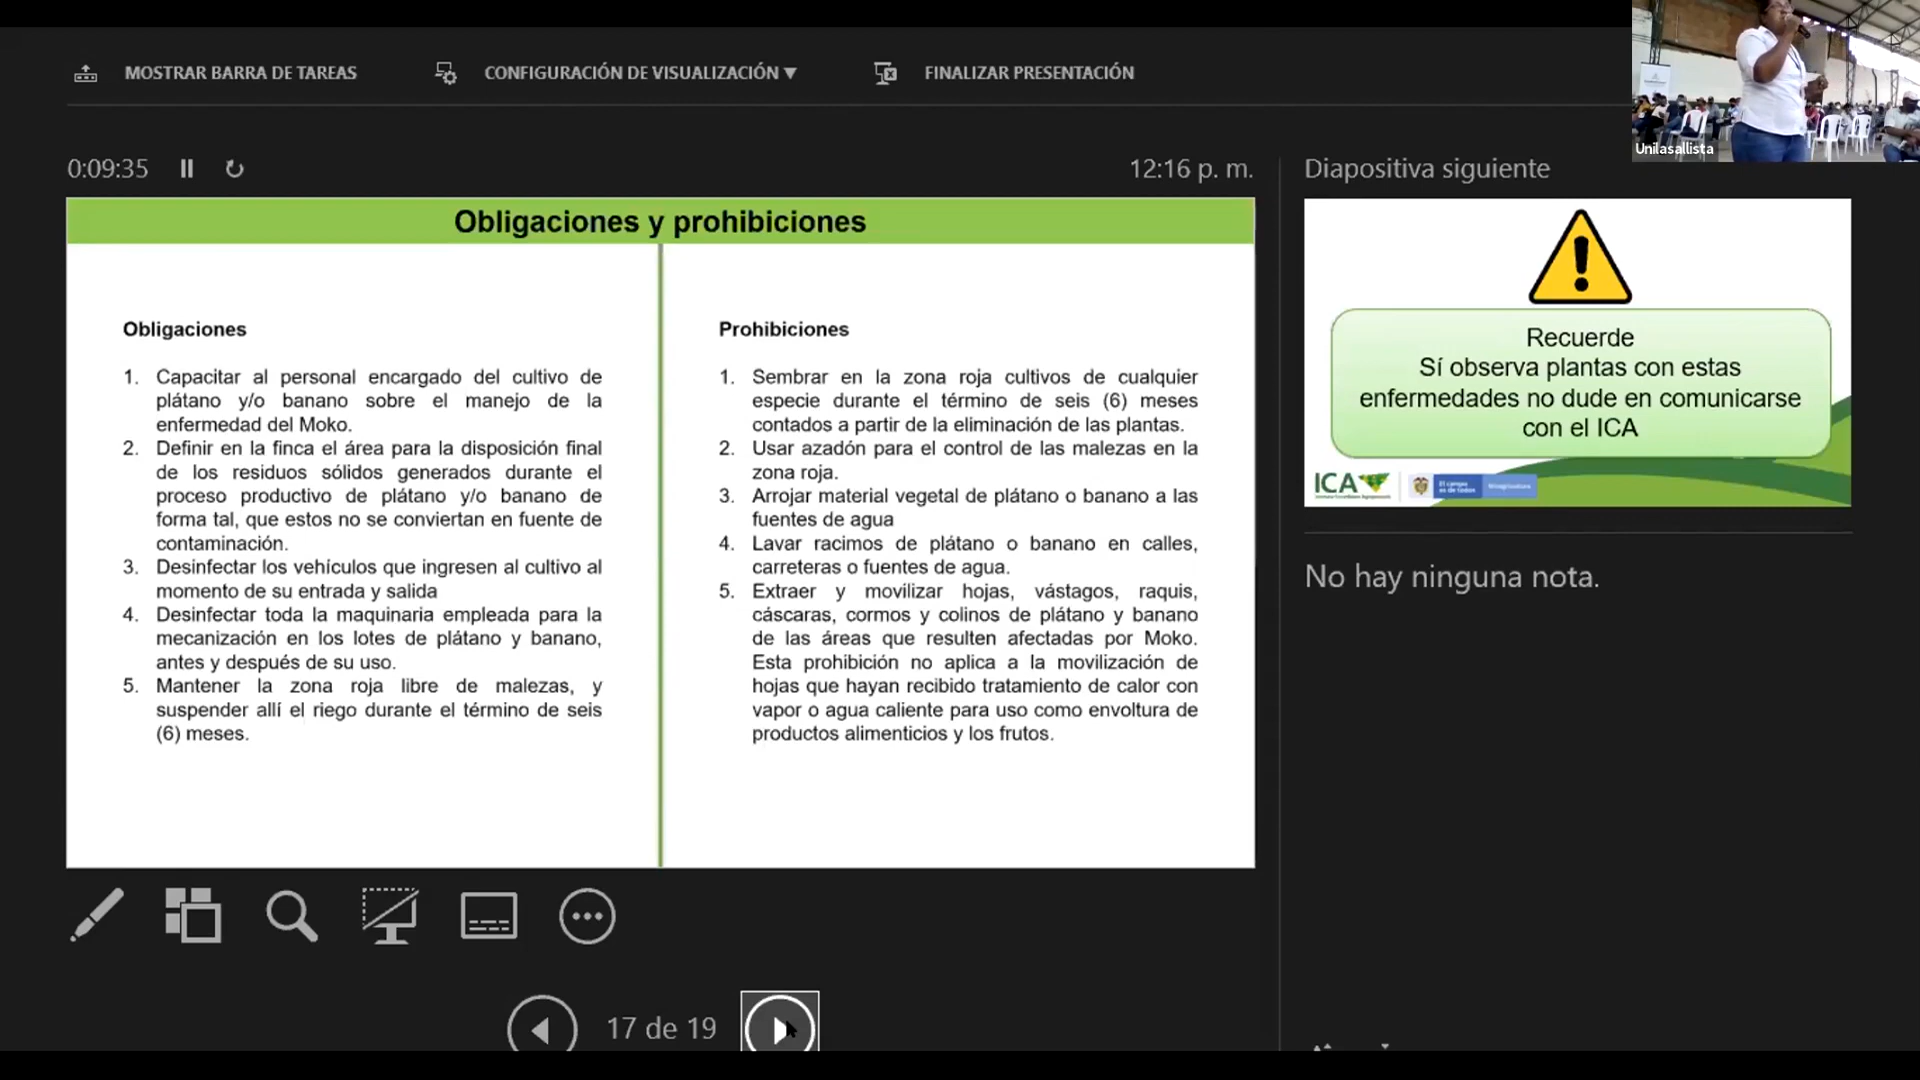 MOSTRAR BARRA DE TAREAS
CONFIGURACIÓN DE VISUALIZACIÓN ▼
FINALIZAR PRESENTACIÓN
Unilasallista
0:09:35
12:16 p. m.
Diapositiva siguiente
Obligaciones y prohibiciones
Obligaciones
1. Capacitar al personal encargado del cultivo de
plátano y/o banano sobre el manejo de la
enfermedad del Moko.
2. Definir en la finca el área para la disposición final
de los residuos sólidos generados durante el
proceso productivo de plátano y/o banano de
forma tal, que estos no se conviertan en fuente de
contaminación.
3. Desinfectar los vehículos que ingresen al cultivo al
momento de su entrada y salida
4. Desinfectar toda la maquinaria empleada para la
mecanización en los lotes de plátano y banano,
antes y después de su uso.
5. Mantener la zona roja libre de malezas, y
suspender allí el riego durante el término de seis
(6) meses.
Prohibiciones
1. Sembrar en la zona roja cultivos de cualquier
especie durante el término de seis (6) meses
contados a partir de la eliminación de las plantas.
2. Usar azadón para el control de las malezas en la
zona roja.
3. Arrojar material vegetal de plátano o banano a las
fuentes de agua
4. Lavar racimos de plátano o banano en calles,
carreteras o fuentes de agua.
5. Extraer y movilizar hojas, vástagos, raquis,
cáscaras, cormos y colinos de plátano y banano
de las áreas que resulten afectadas por Moko.
Esta prohibición no aplica a la movilización de
hojas que hayan recibido tratamiento de calor con
vapor o agua caliente para uso como envoltura de
productos alimenticios y los frutos.
Recuerde
Sí observa plantas con estas
enfermedades no dude en comunicarse
con el ICA
ICA
El campo
es de todos
Minagricultura
No hay ninguna nota.
17 de 19